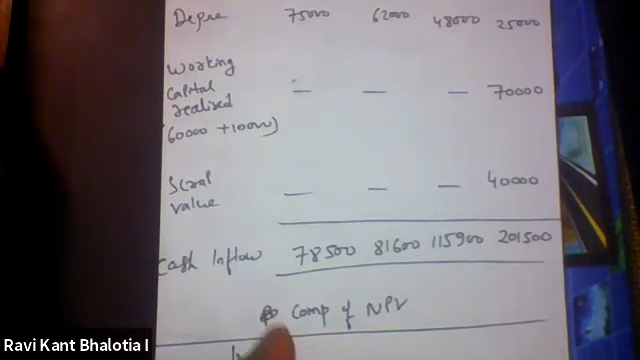 Depre 75000 62000 48000 25000
Working
Capital
realised — — — 70000
(60000 + 10000)
Scral
value — — — 40000
Cash Inflow 78500 81600 115900 201500
Comp of NPV
Ravi Kant Bhalotia I